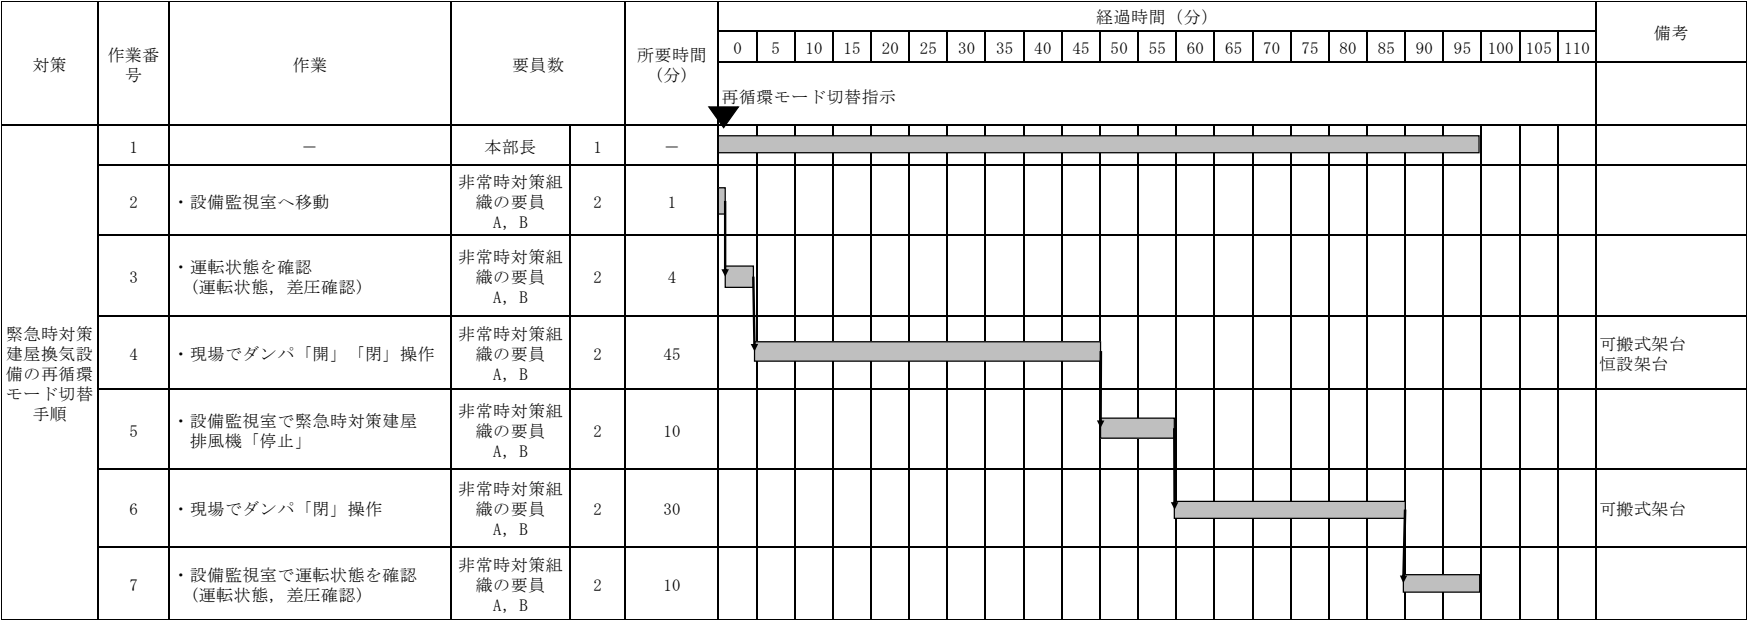 対策
作業番
号
作業
要員数
所要時間
（分）
経過時間（分）
備考
0 5 10 15 20 25 30 35 40 45 50 55 60 65 70 75 80 85 90 95 100 105 110
再循環モード切替指示
緊急時対策
建屋換気設
備の再循環
モード切替
手順
1 － 本部長 1 －
2 ・設備監視室へ移動
非常時対策組
織の要員
A，B
2 1
3 ・運転状態を確認
（運転状態，差圧確認）
非常時対策組
織の要員
A，B
2 4
4 ・現場でダンパ「開」「閉」操作
非常時対策組
織の要員
A，B
2 45
可搬式架台
恒設架台
5 ・設備監視室で緊急時対策建屋
排風機「停止」
非常時対策組
織の要員
A，B
2 10
6 ・現場でダンパ「閉」操作
非常時対策組
織の要員
A，B
2 30
可搬式架台
7 ・設備監視室で運転状態を確認
（運転状態，差圧確認）
非常時対策組
織の要員
A，B
2 10